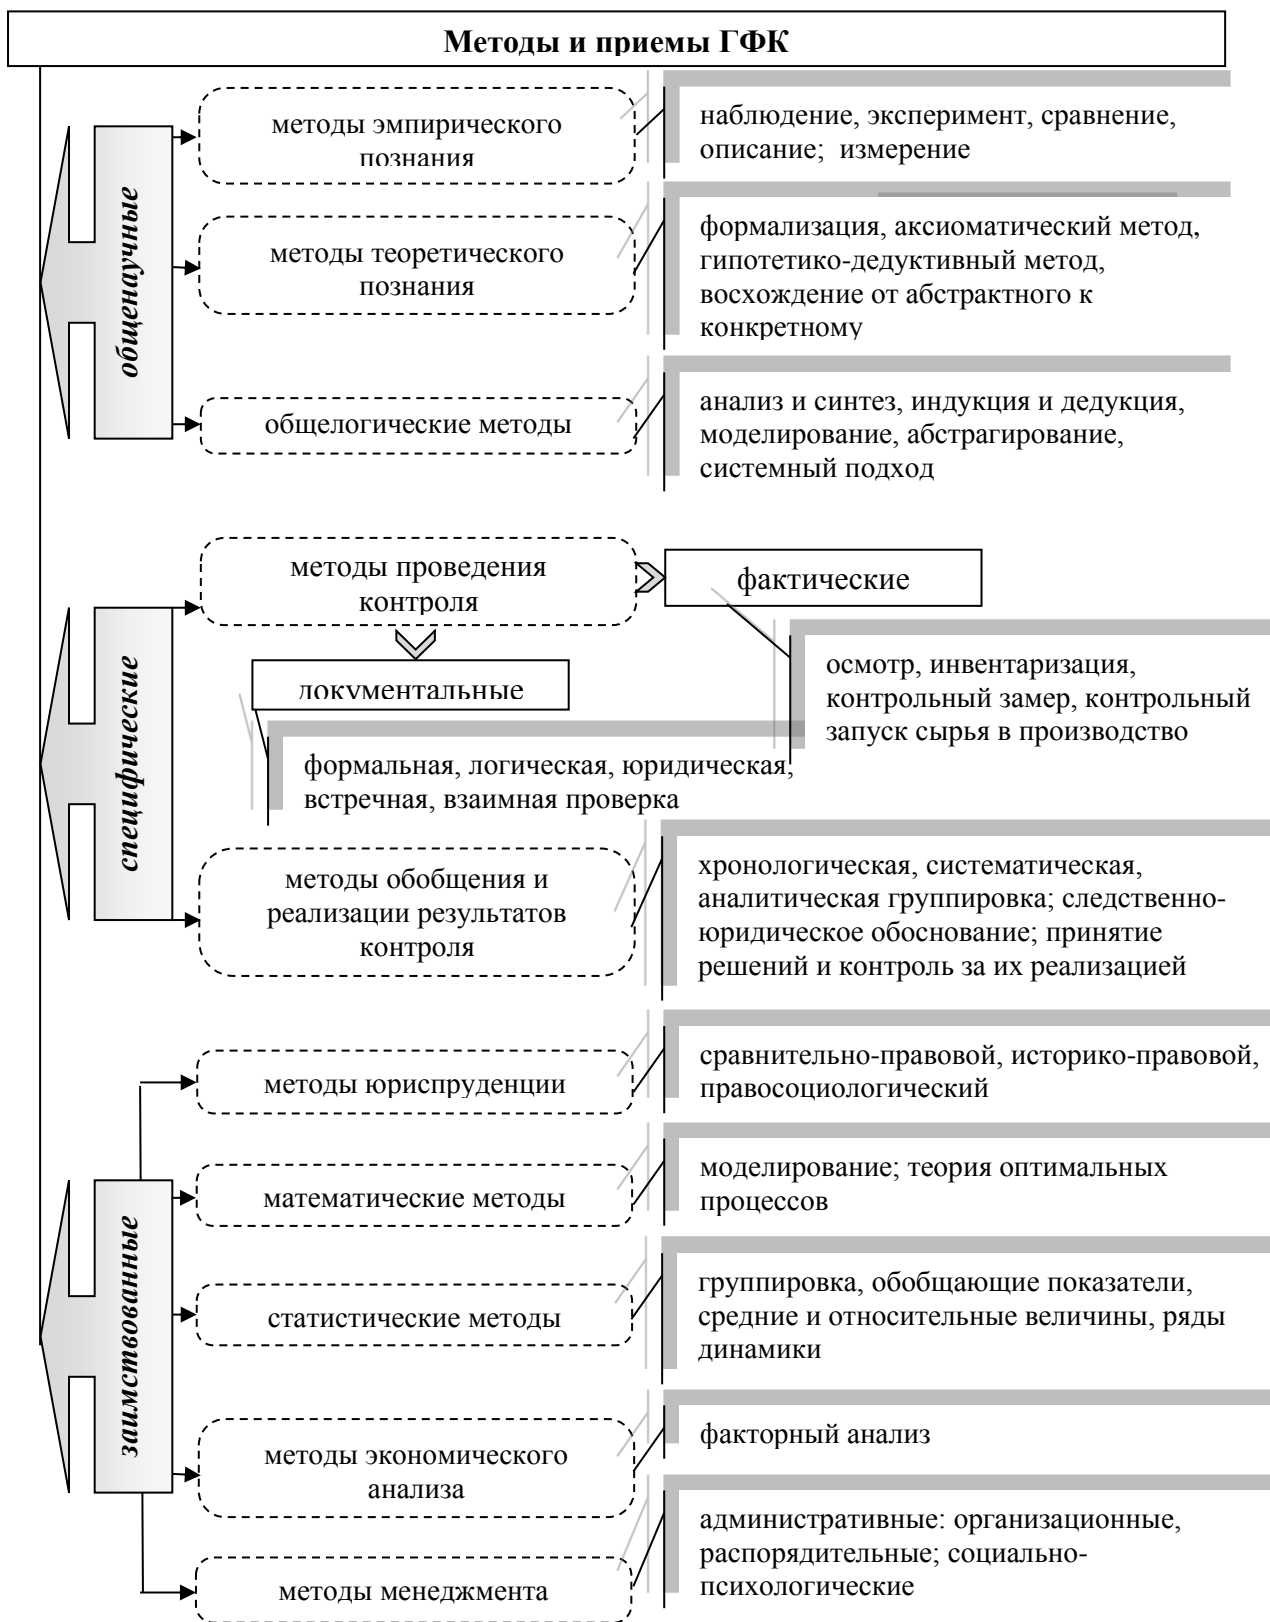 Методы и приемы ГФК
общенаучные
методы эмпирического
познания
наблюдение, эксперимент, сравнение,
описание; измерение
методы теоретического
познания
формализация, аксиоматический метод,
гипотетико-дедуктивный метод,
восхождение от абстрактного к
конкретному
общелогические методы
анализ и синтез, индукция и дедукция,
моделирование, абстрагирование,
системный подход
специфические
методы проведения
контроля
фактические
осмотр, инвентаризация,
контрольный замер, контрольный
запуск сырья в производство
документальные
формальная, логическая, юридическая,
встречная, взаимная проверка
методы обобщения и
реализации результатов
контроля
хронологическая, систематическая,
аналитическая группировка; следственно-
юридическое обоснование; принятие
решений и контроль за их реализацией
заимствованные
методы юриспруденции
сравнительно-правовой, историко-правовой,
правосоциологический
математические методы
моделирование; теория оптимальных
процессов
статистические методы
группировка, обобщающие показатели,
средние и относительные величины, ряды
динамики
методы экономического
анализа
факторный анализ
методы менеджмента
административные: организационные,
распорядительные; социально-
психологические